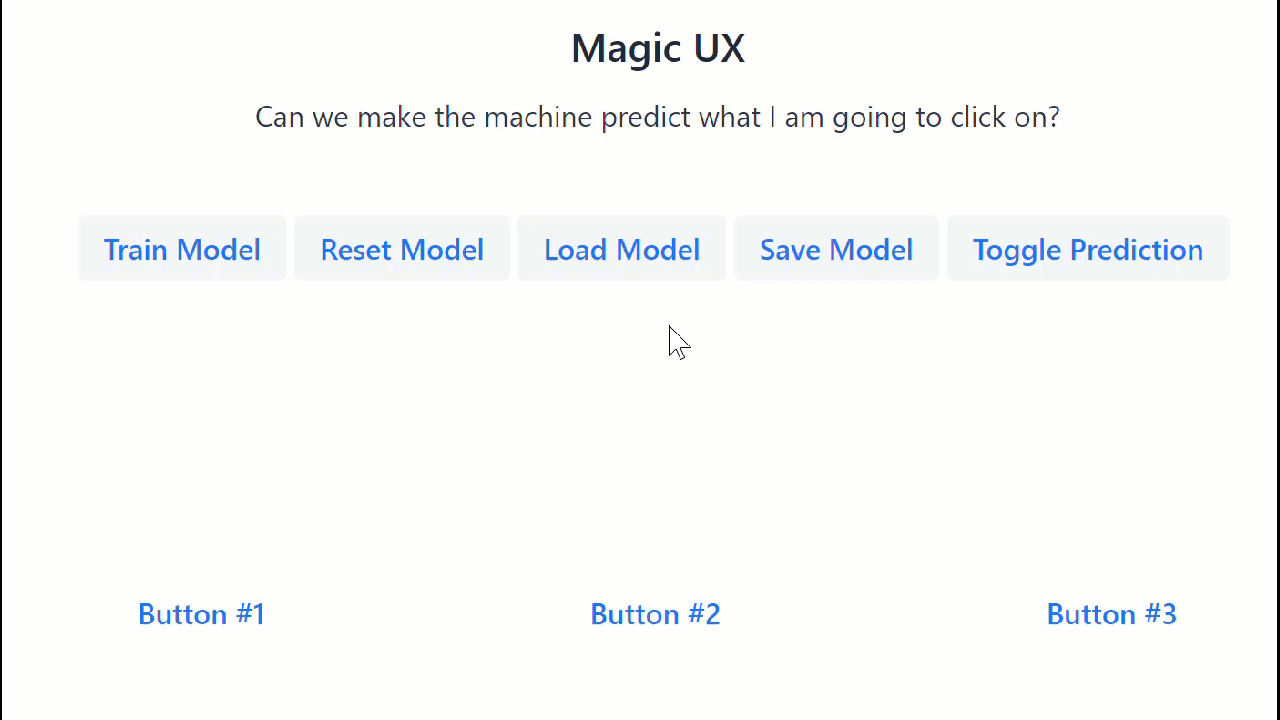 Magic UX
Can we make the machine predict what I am going to click on?
Train Model Reset Model Load Model Save Model Toggle Prediction
Button #1 Button #2 Button #3